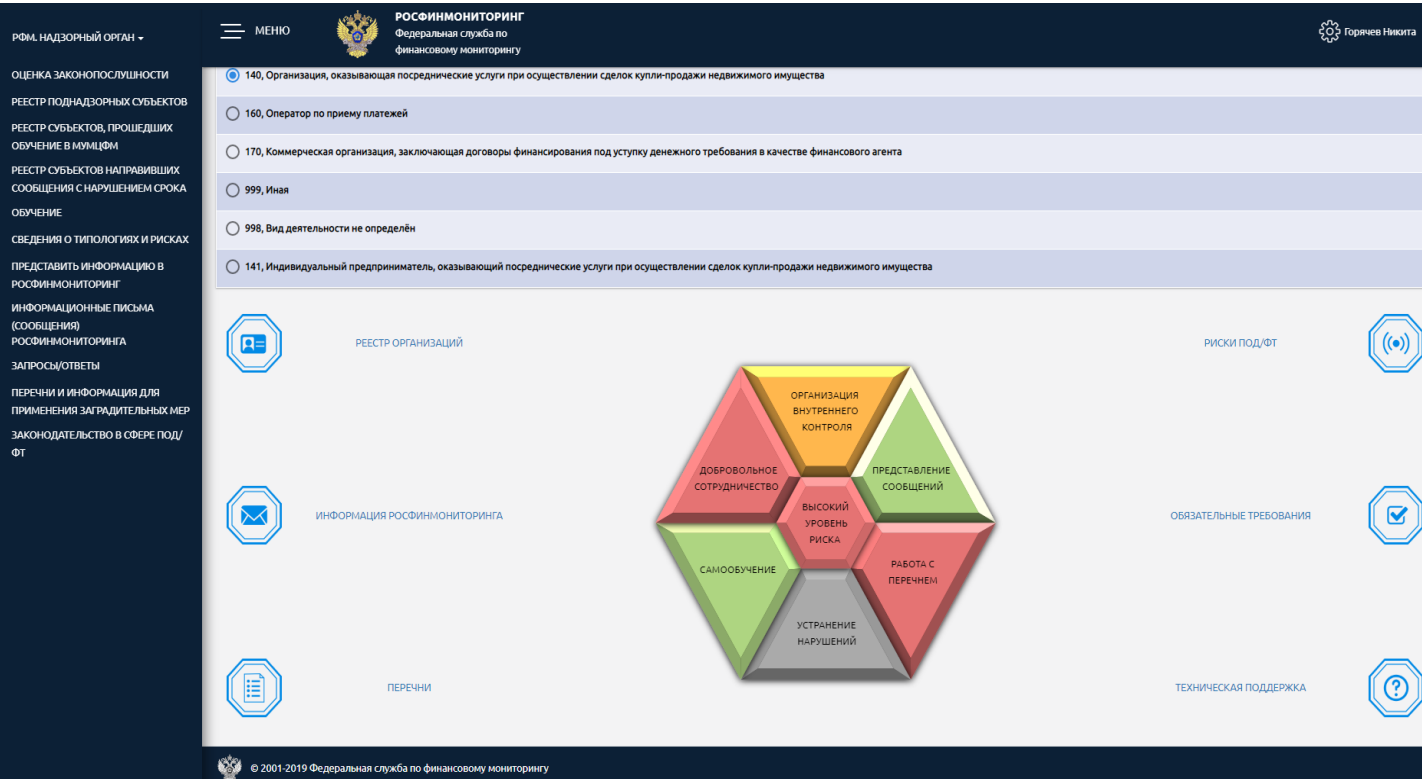 РФМ. НАДЗОРНЫЙ ОРГАН
ОЦЕНКА ЗАКОНОПОСЛУШНОСТИ
РЕЕСТР ПОДНАДЗОРНЫХ СУБЪЕКТОВ
РЕЕСТР СУБЪЕКТОВ, ПРОШЕДШИХ
ОБУЧЕНИЕ В МУМЦФМ
РЕЕСТР СУБЪЕКТОВ НАПРАВИВШИХ
СООБЩЕНИЯ С НАРУШЕНИЕМ СРОКА
ОБУЧЕНИЕ
СВЕДЕНИЯ О ТИПОЛОГИЯХ И РИСКАХ
ПРЕДСТАВИТЬ ИНФОРМАЦИЮ В
РОСФИНМОНИТОРИНГ
ИНФОРМАЦИОННЫЕ ПИСЬМА
(СООБЩЕНИЯ)
РОСФИНМОНИТОРИНГА
ЗАПРОСЫ/ОТВЕТЫ
ПЕРЕЧНИ И ИНФОРМАЦИЯ ДЛЯ
ПРИМЕНЕНИЯ ЗАГРАДИТЕЛЬНЫХ МЕР
ЗАКОНОДАТЕЛЬСТВО В СФЕРЕ ПОД/
ФТ
МЕНЮ
РОСФИНМОНИТОРИНГ
Федеральная служба по
финансовому мониторингу
Горячев Никита
140, Организация, оказывающая посреднические услуги при осуществлении сделок купли-продажи недвижимого имущества
160, Оператор по приему платежей
170, Коммерческая организация, заключающая договоры финансирования под уступку денежного требования в качестве финансового агента
999, Иная
998, Вид деятельности не определён
141, Индивидуальный предприниматель, оказывающий посреднические услуги при осуществлении сделок купли-продажи недвижимого имущества
РЕЕСТР ОРГАНИЗАЦИЙ
РИСКИ ПОД/ФТ
ОРГАНИЗАЦИЯ
ВНУТРЕННЕГО
КОНТРОЛЯ
ДОБРОВОЛЬНОЕ
СОТРУДНИЧЕСТВО
ПРЕДСТАВЛЕНИЕ
СООБЩЕНИЙ
ВЫСОКИЙ
УРОВЕНЬ
РИСКА
ИНФОРМАЦИЯ РОСФИНМОНИТОРИНГА
ОБЯЗАТЕЛЬНЫЕ ТРЕБОВАНИЯ
САМООБУЧЕНИЕ
РАБОТА С
ПЕРЕЧНЕМ
УСТРАНЕНИЕ
НАРУШЕНИЙ
ПЕРЕЧНИ
ТЕХНИЧЕСКАЯ ПОДДЕРЖКА
© 2001-2019 Федеральная служба по финансовому мониторингу